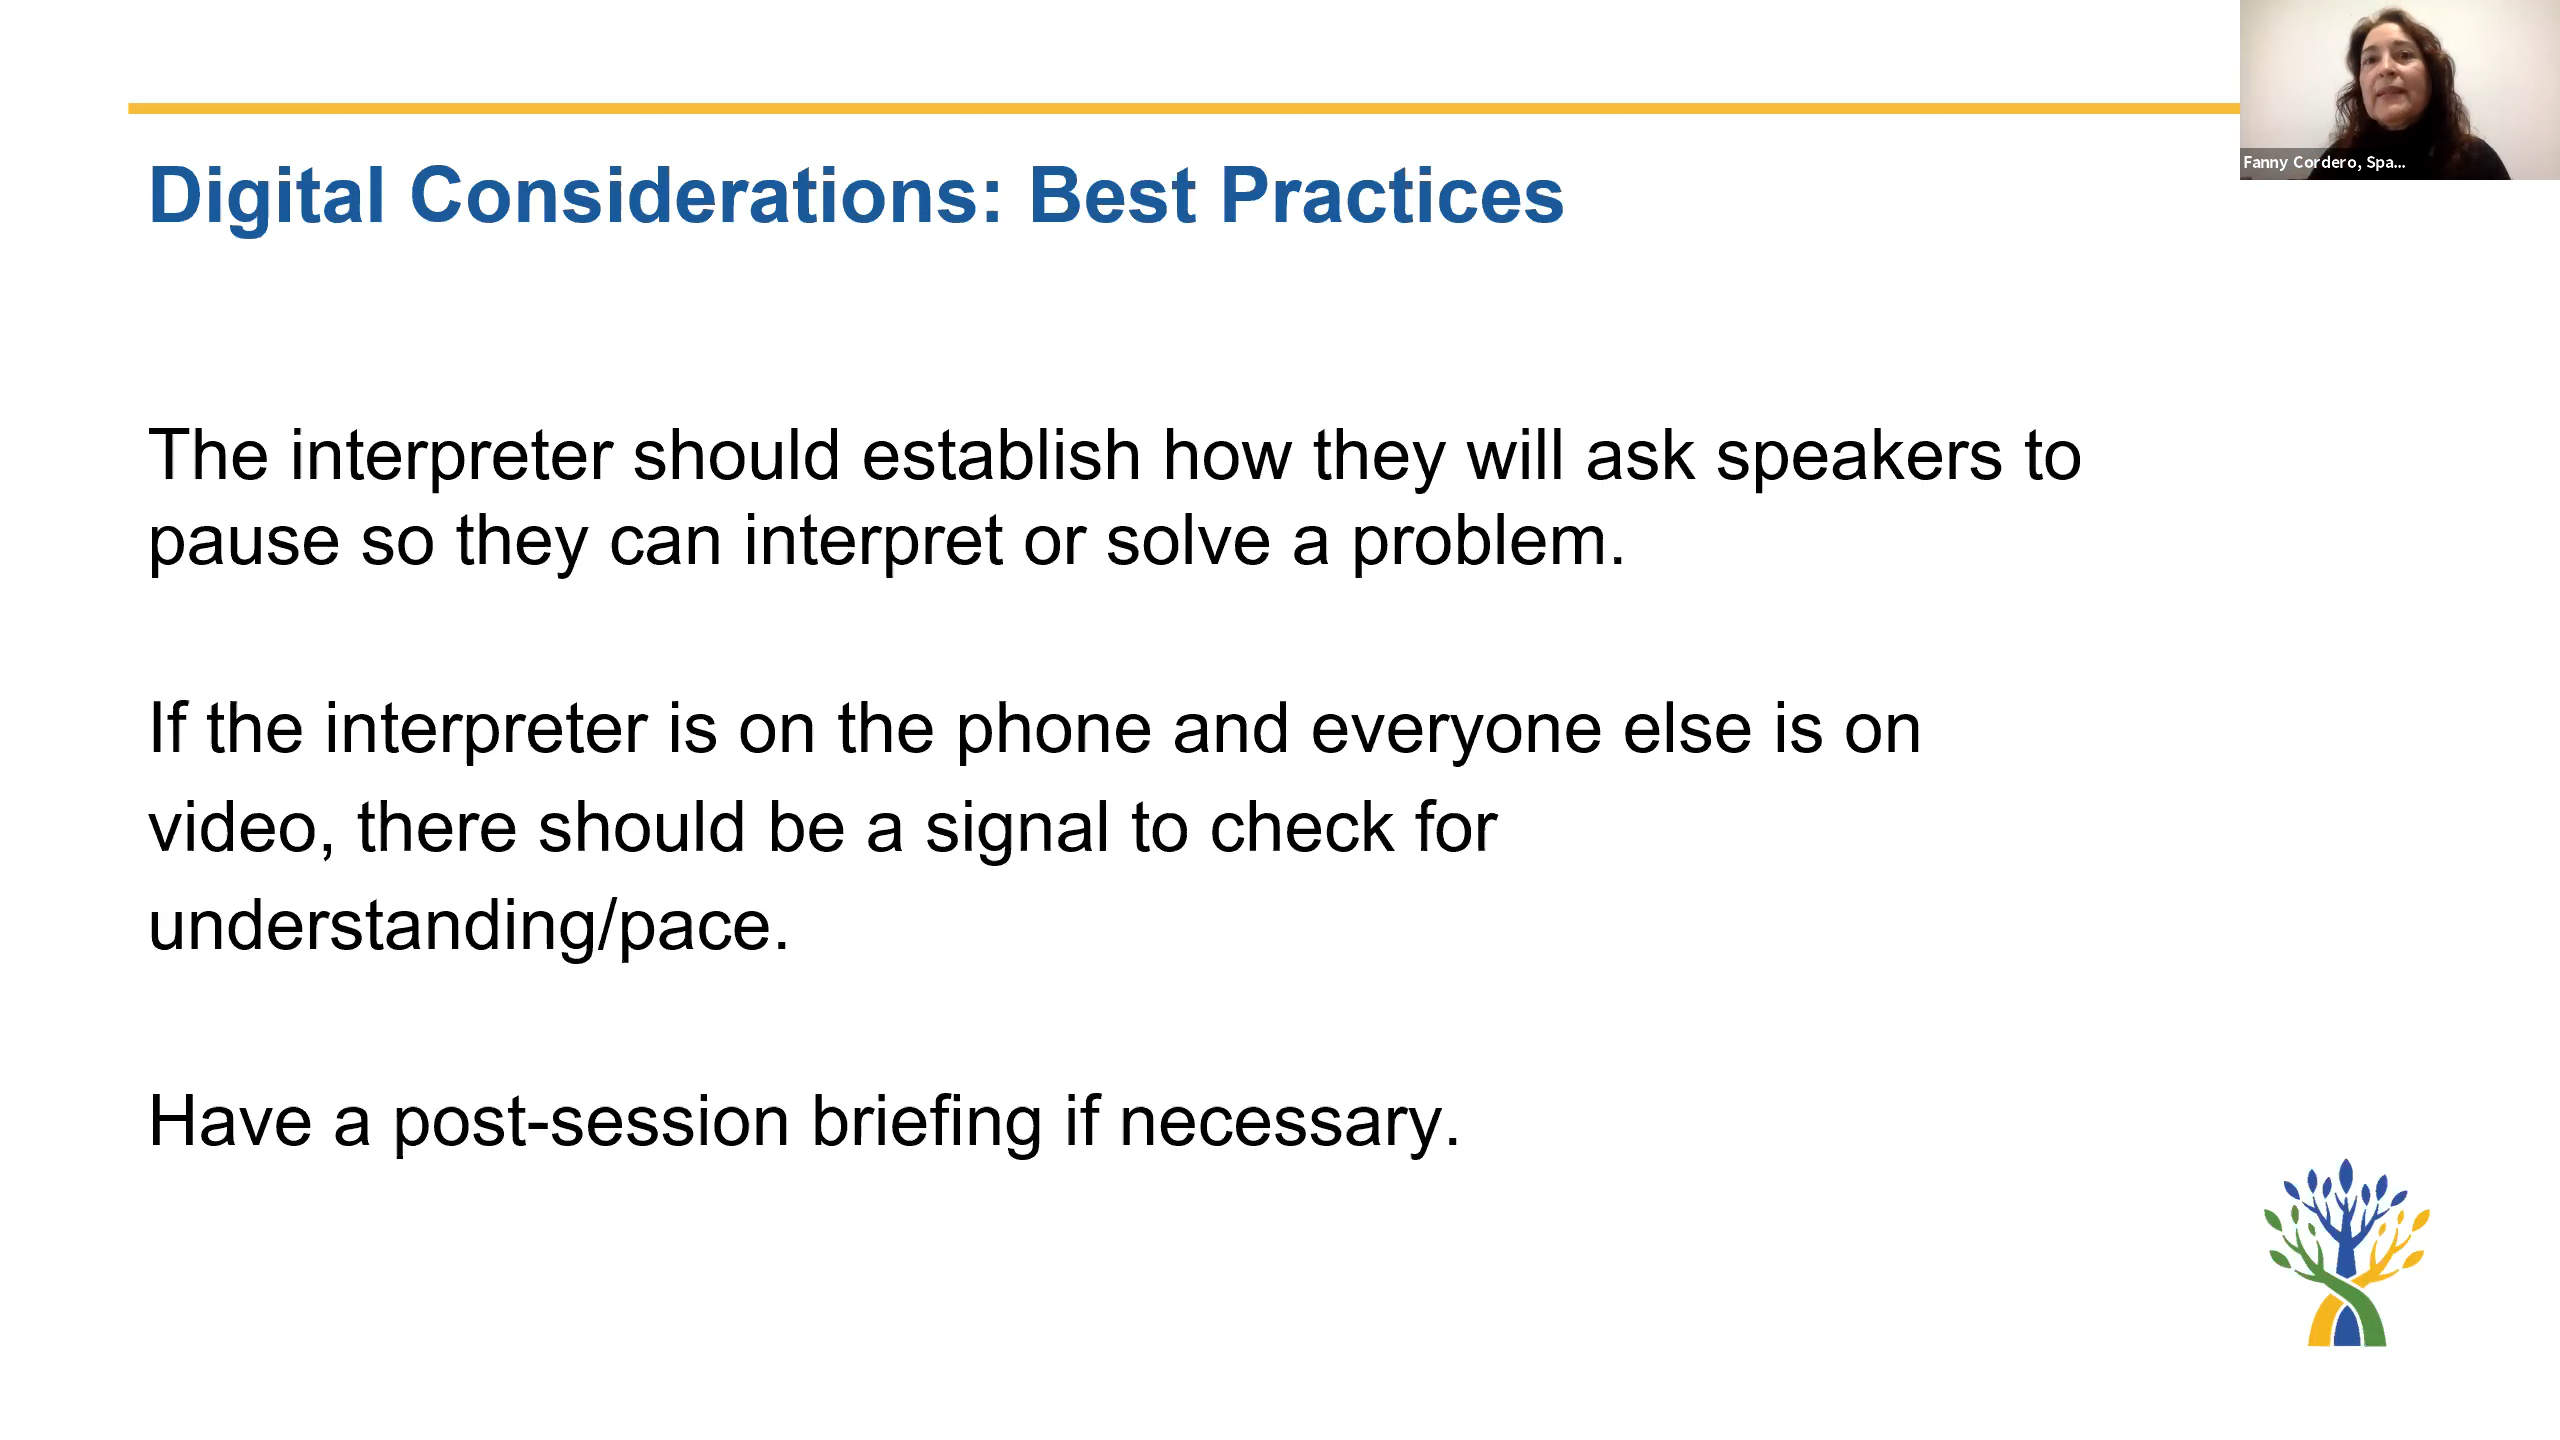 Fanny Cordero, Spa...
Digital Considerations: Best Practices
The interpreter should establish how they will ask speakers to
pause so they can interpret or solve a problem.
If the interpreter is on the phone and everyone else is on
video, there should be a signal to check for
understanding/pace.
Have a post-session briefing if necessary.